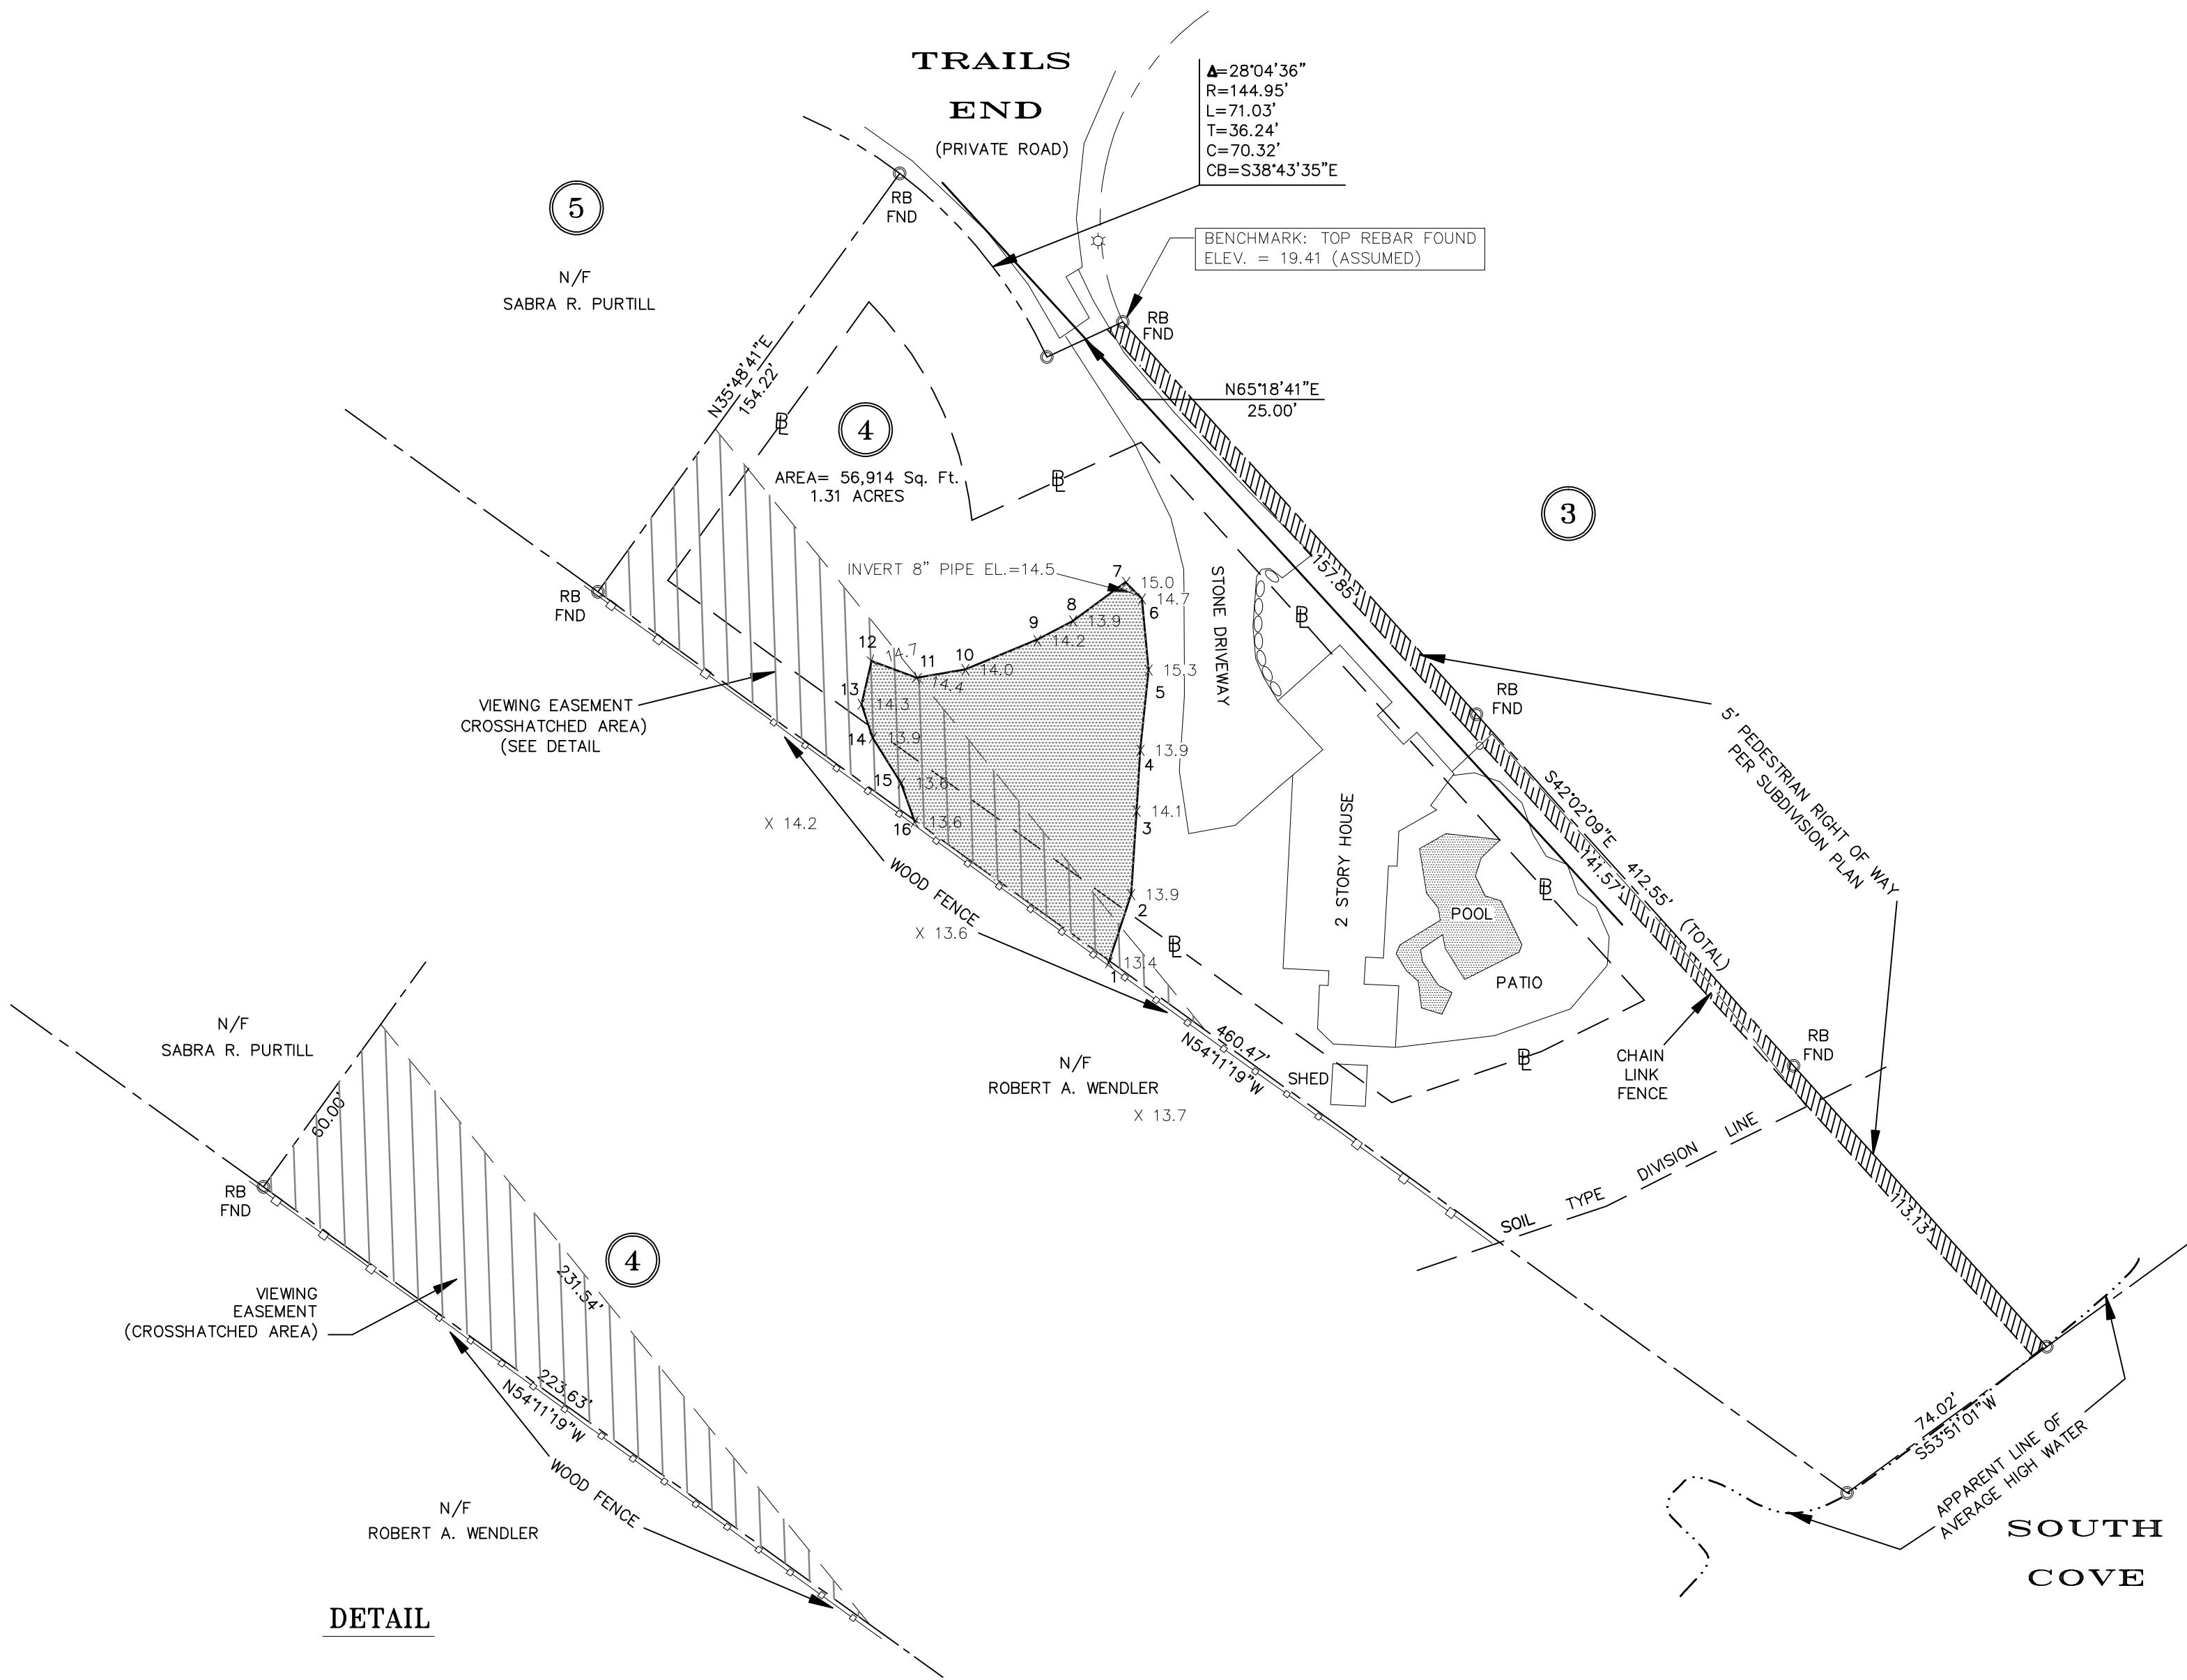 TRAILS
END
(PRIVATE ROAD)
Δ=28°04'36"
R=144.95'
L=71.03'
T=36.24'
C=70.32'
CB=S38°43'35"E
5
N/F
SABRA R. PURTILL
RB
FND
BENCHMARK: TOP REBAR FOUND
ELEV. = 19.41 (ASSUMED)
RB
FND
N35°48'41"E
154.22'
N65°18'41"E
25.00'
BL
4
AREA= 56,914 Sq. Ft.
1.31 ACRES
BL
3
INVERT 8" PIPE EL.=14.5
7
15.0
14.7
6
8
13.9
9
14.2
10
14.0
11
14.4
12
14.7
13
14.3
14
13.9
15
13.6
16
13.6
15.3
5
13.9
4
14.1
3
13.9
2
13.4
1
RB
FND
STONE DRIVEWAY
157.85'
BL
RB
FND
VIEWING EASEMENT
CROSSHATCHED AREA)
(SEE DETAIL
X 14.2
WOOD FENCE
X 13.6
BL
2 STORY HOUSE
POOL
PATIO
BL
S42°02'09"E 412.55' (TOTAL)
141.57'
5' PEDESTRIAN RIGHT OF WAY
PER SUBDIVISION PLAN
BL
SHED
CHAIN
LINK
FENCE
RB
FND
460.47'
N54°11'19"W
N/F
ROBERT A. WENDLER
X 13.7
SOIL TYPE DIVISION LINE
113.13'
74.02'
S53°51'01"W
APPARENT LINE OF
AVERAGE HIGH WATER
SOUTH
COVE
N/F
SABRA R. PURTILL
60.00'
RB
FND
4
231.54'
VIEWING
EASEMENT
(CROSSHATCHED AREA)
223.63'
N54°11'19"W
WOOD FENCE
N/F
ROBERT A. WENDLER
DETAIL